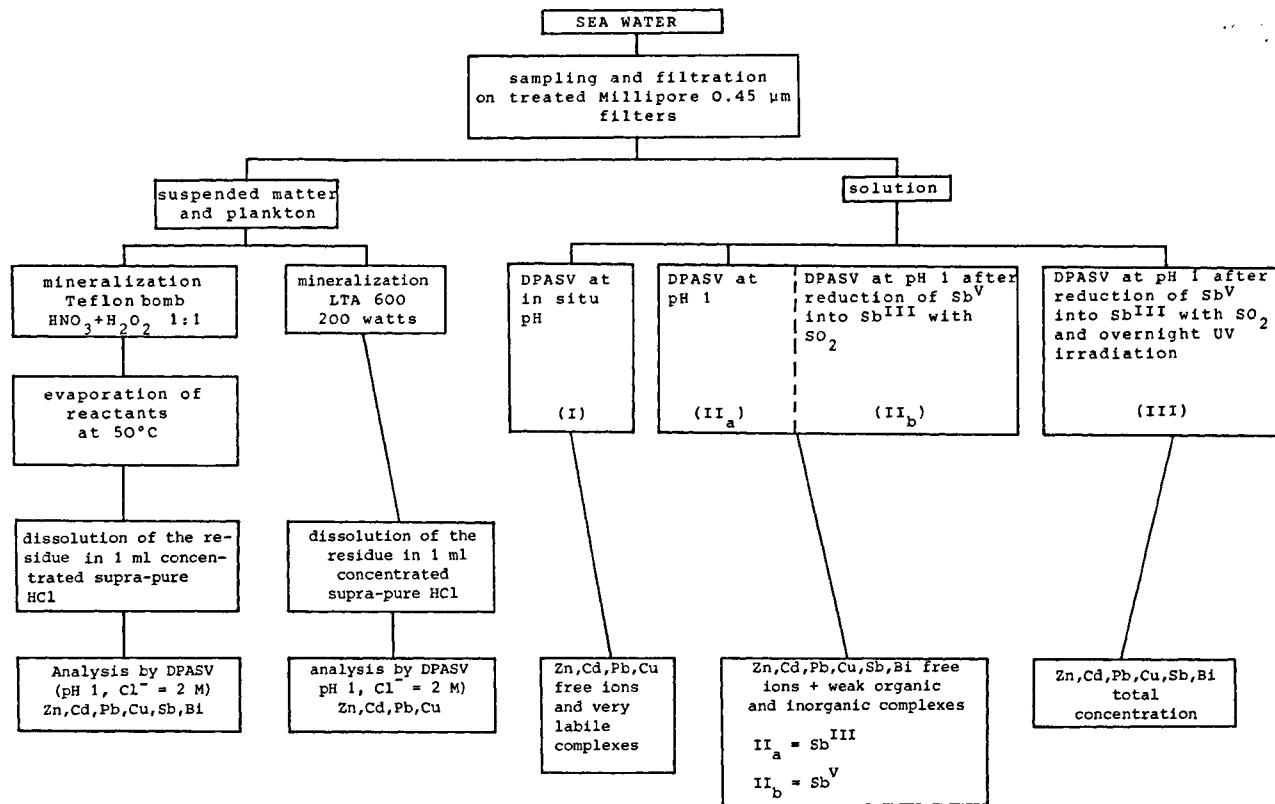 SEA WATER
sampling and filtration
on treated Millipore 0.45 µm
filters
suspended matter
and plankton
solution
mineralization
Teflon bomb
HNO3+H2O2 1:1
mineralization
LTA 600
200 watts
DPASV at
in situ
pH
(I)
DPASV at
pH 1
(IIa)
DPASV at pH 1 after
reduction of SbV
into SbIII with
SO2
(IIb)
DPASV at pH 1 after
reduction of SbV
into SbIII with SO2
and overnight UV
irradiation
(III)
evaporation of
reactants
at 50°C
dissolution of the re-
sidue in 1 ml concen-
trated supra-pure
HCl
dissolution of the
residue in 1 ml
concentrated
supra-pure HCl
Analysis by DPASV
(pH 1, Cl- = 2 M)
Zn,Cd,Pb,Cu,Sb,Bi
analysis by DPASV
pH 1, Cl- = 2 M)
Zn,Cd,Pb,Cu
Zn,Cd,Pb,Cu
free ions
and very
labile
complexes
Zn,Cd,Pb,Cu,Sb,Bi free
ions + weak organic
and inorganic complexes
IIa = SbIII
IIb = SbV
Zn,Cd,Pb,Cu,Sb,Bi
total
concentration